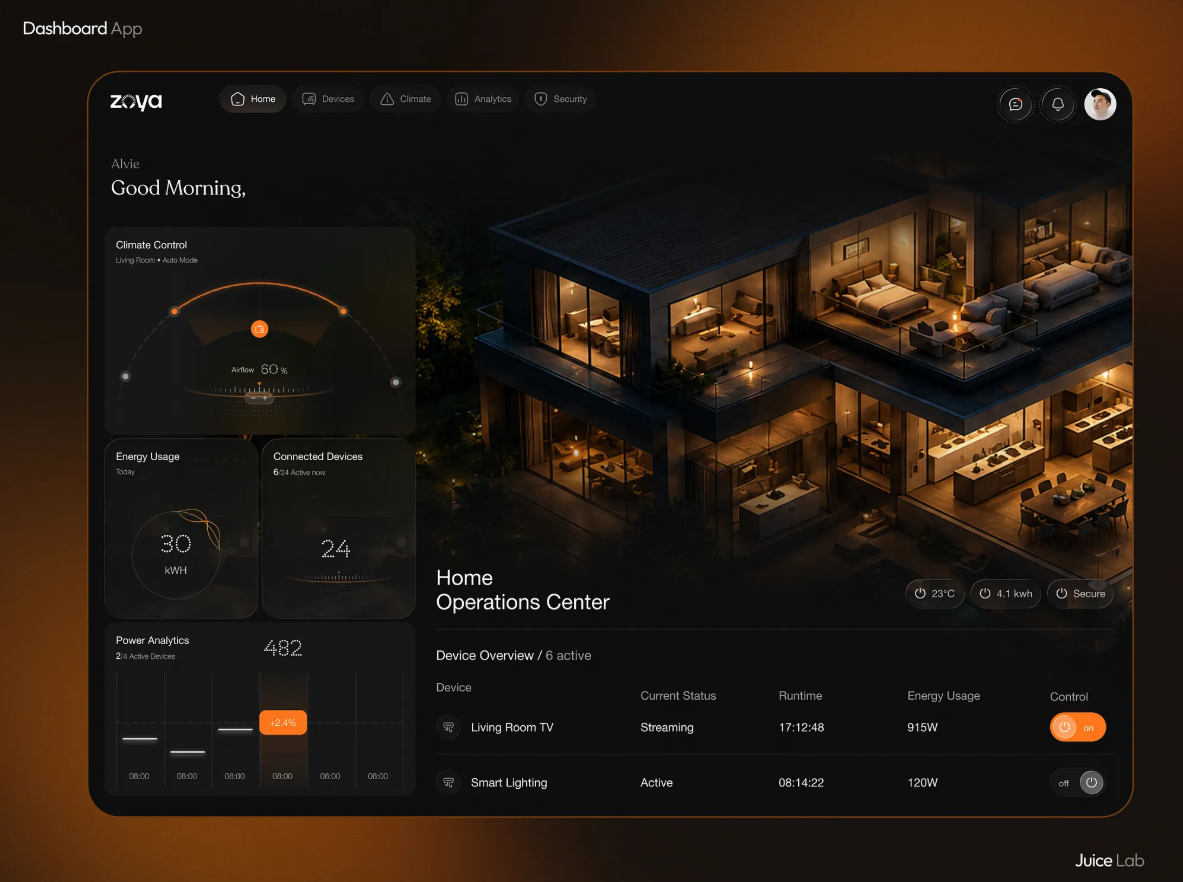 Dashboard App
zoya
Home
Devices
Climate
Analytics
Security
Alvie
Good Morning,
Climate Control
Living Room • Auto Mode
Airflow 60 %
Energy Usage
Today
30
kWH
Connected Devices
6/24 Active now
24
Power Analytics
2/4 Active Devices
482
+2.4%
08:00 08:00 08:00 08:00 08:00 08:00
Home
Operations Center
23°C
4.1 kwh
Secure
Device Overview / 6 active
Device Current Status Runtime Energy Usage Control
Living Room TV Streaming 17:12:48 915W on
Smart Lighting Active 08:14:22 120W off
Juice Lab